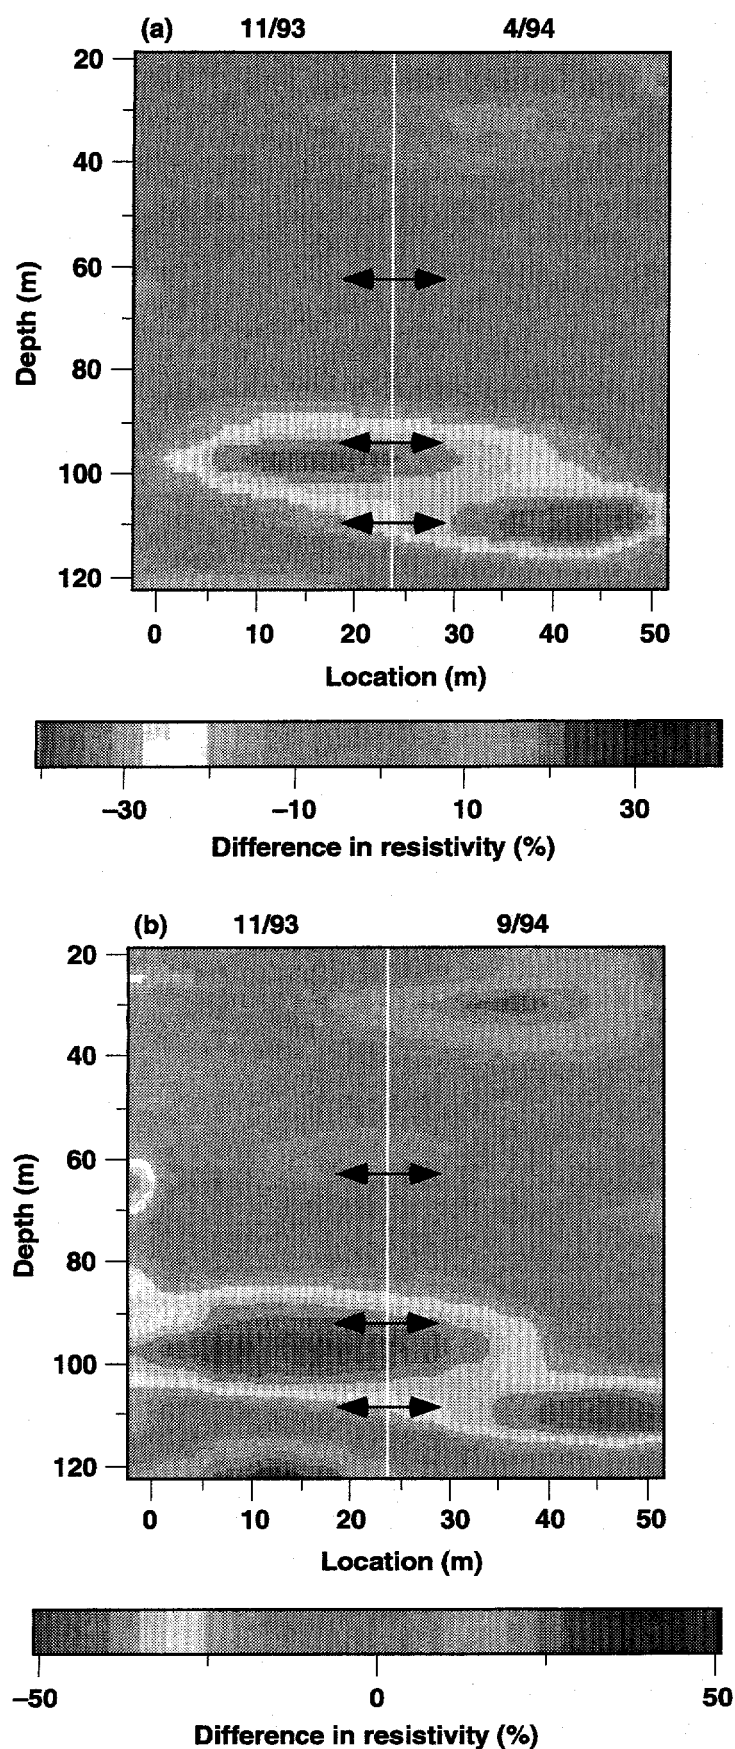 (a) 11/93 4/94
20
40
60
80
100
120
Depth (m)
0 10 20 30 40 50
Location (m)
–30 –10 10 30
Difference in resistivity (%)
(b) 11/93 9/94
20
40
60
80
100
120
Depth (m)
0 10 20 30 40 50
Location (m)
–50 0 50
Difference in resistivity (%)